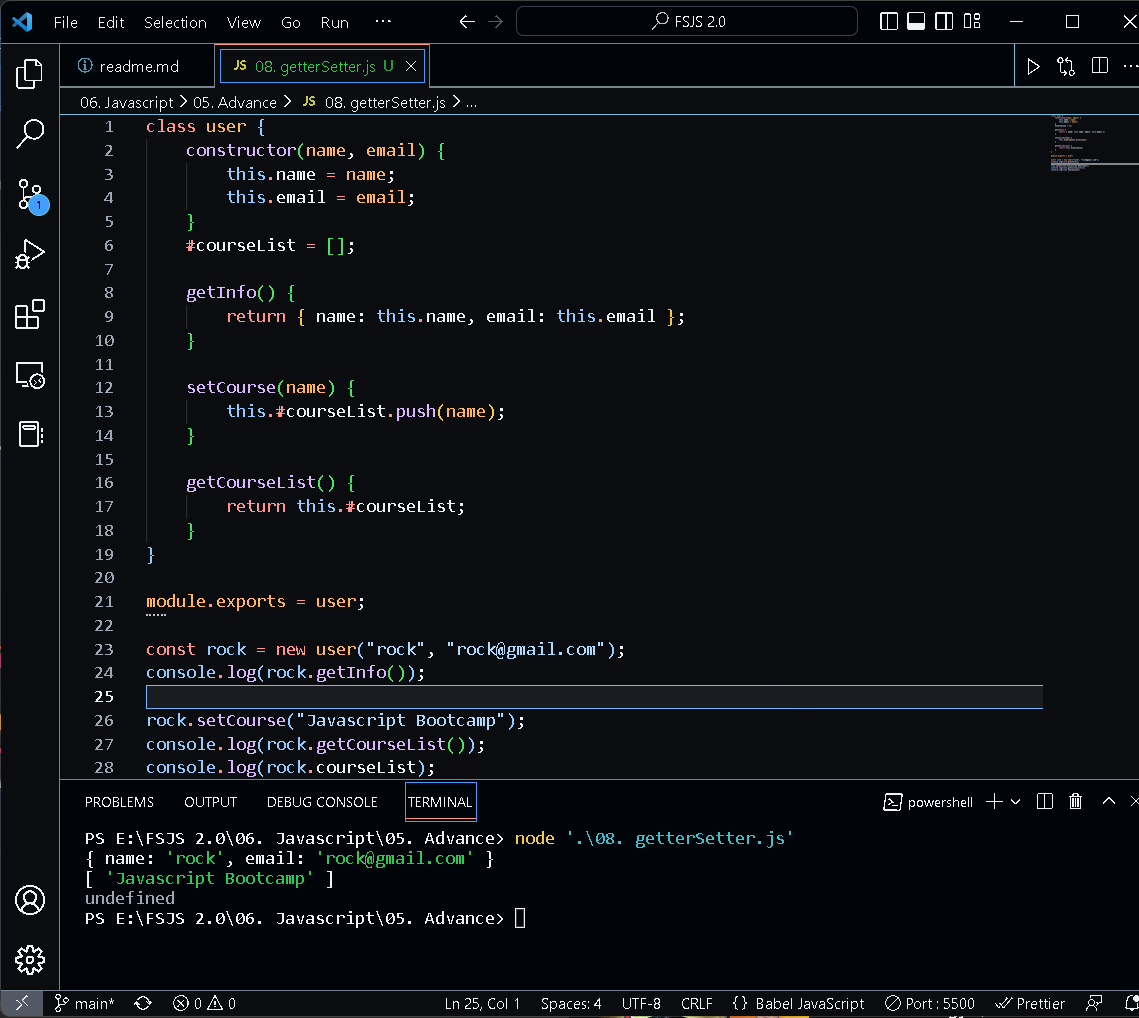 File Edit Selection View Go Run ··· FSJS 2.0
readme.md JS 08. getterSetter.js U
06. Javascript > 05. Advance > JS 08. getterSetter.js > ...
1 class user {
2 constructor(name, email) {
3 this.name = name;
4 this.email = email;
5 }
6 #courseList = [];
7
8 getInfo() {
9 return { name: this.name, email: this.email };
10 }
11
12 setCourse(name) {
13 this.#courseList.push(name);
14 }
15
16 getCourseList() {
17 return this.#courseList;
18 }
19 }
20
21 module.exports = user;
22
23 const rock = new user("rock", "rock@gmail.com");
24 console.log(rock.getInfo());
25
26 rock.setCourse("Javascript Bootcamp");
27 console.log(rock.getCourseList());
28 console.log(rock.courseList);
1
PROBLEMS OUTPUT DEBUG CONSOLE TERMINAL powershell
PS E:\FSJS 2.0\06. Javascript\05. Advance> node '.\08. getterSetter.js'
{ name: 'rock', email: 'rock@gmail.com' }
[ 'Javascript Bootcamp' ]
undefined
PS E:\FSJS 2.0\06. Javascript\05. Advance>
main* 0 0 Ln 25, Col 1 Spaces: 4 UTF-8 CRLF {} Babel JavaScript Port : 5500 Prettier